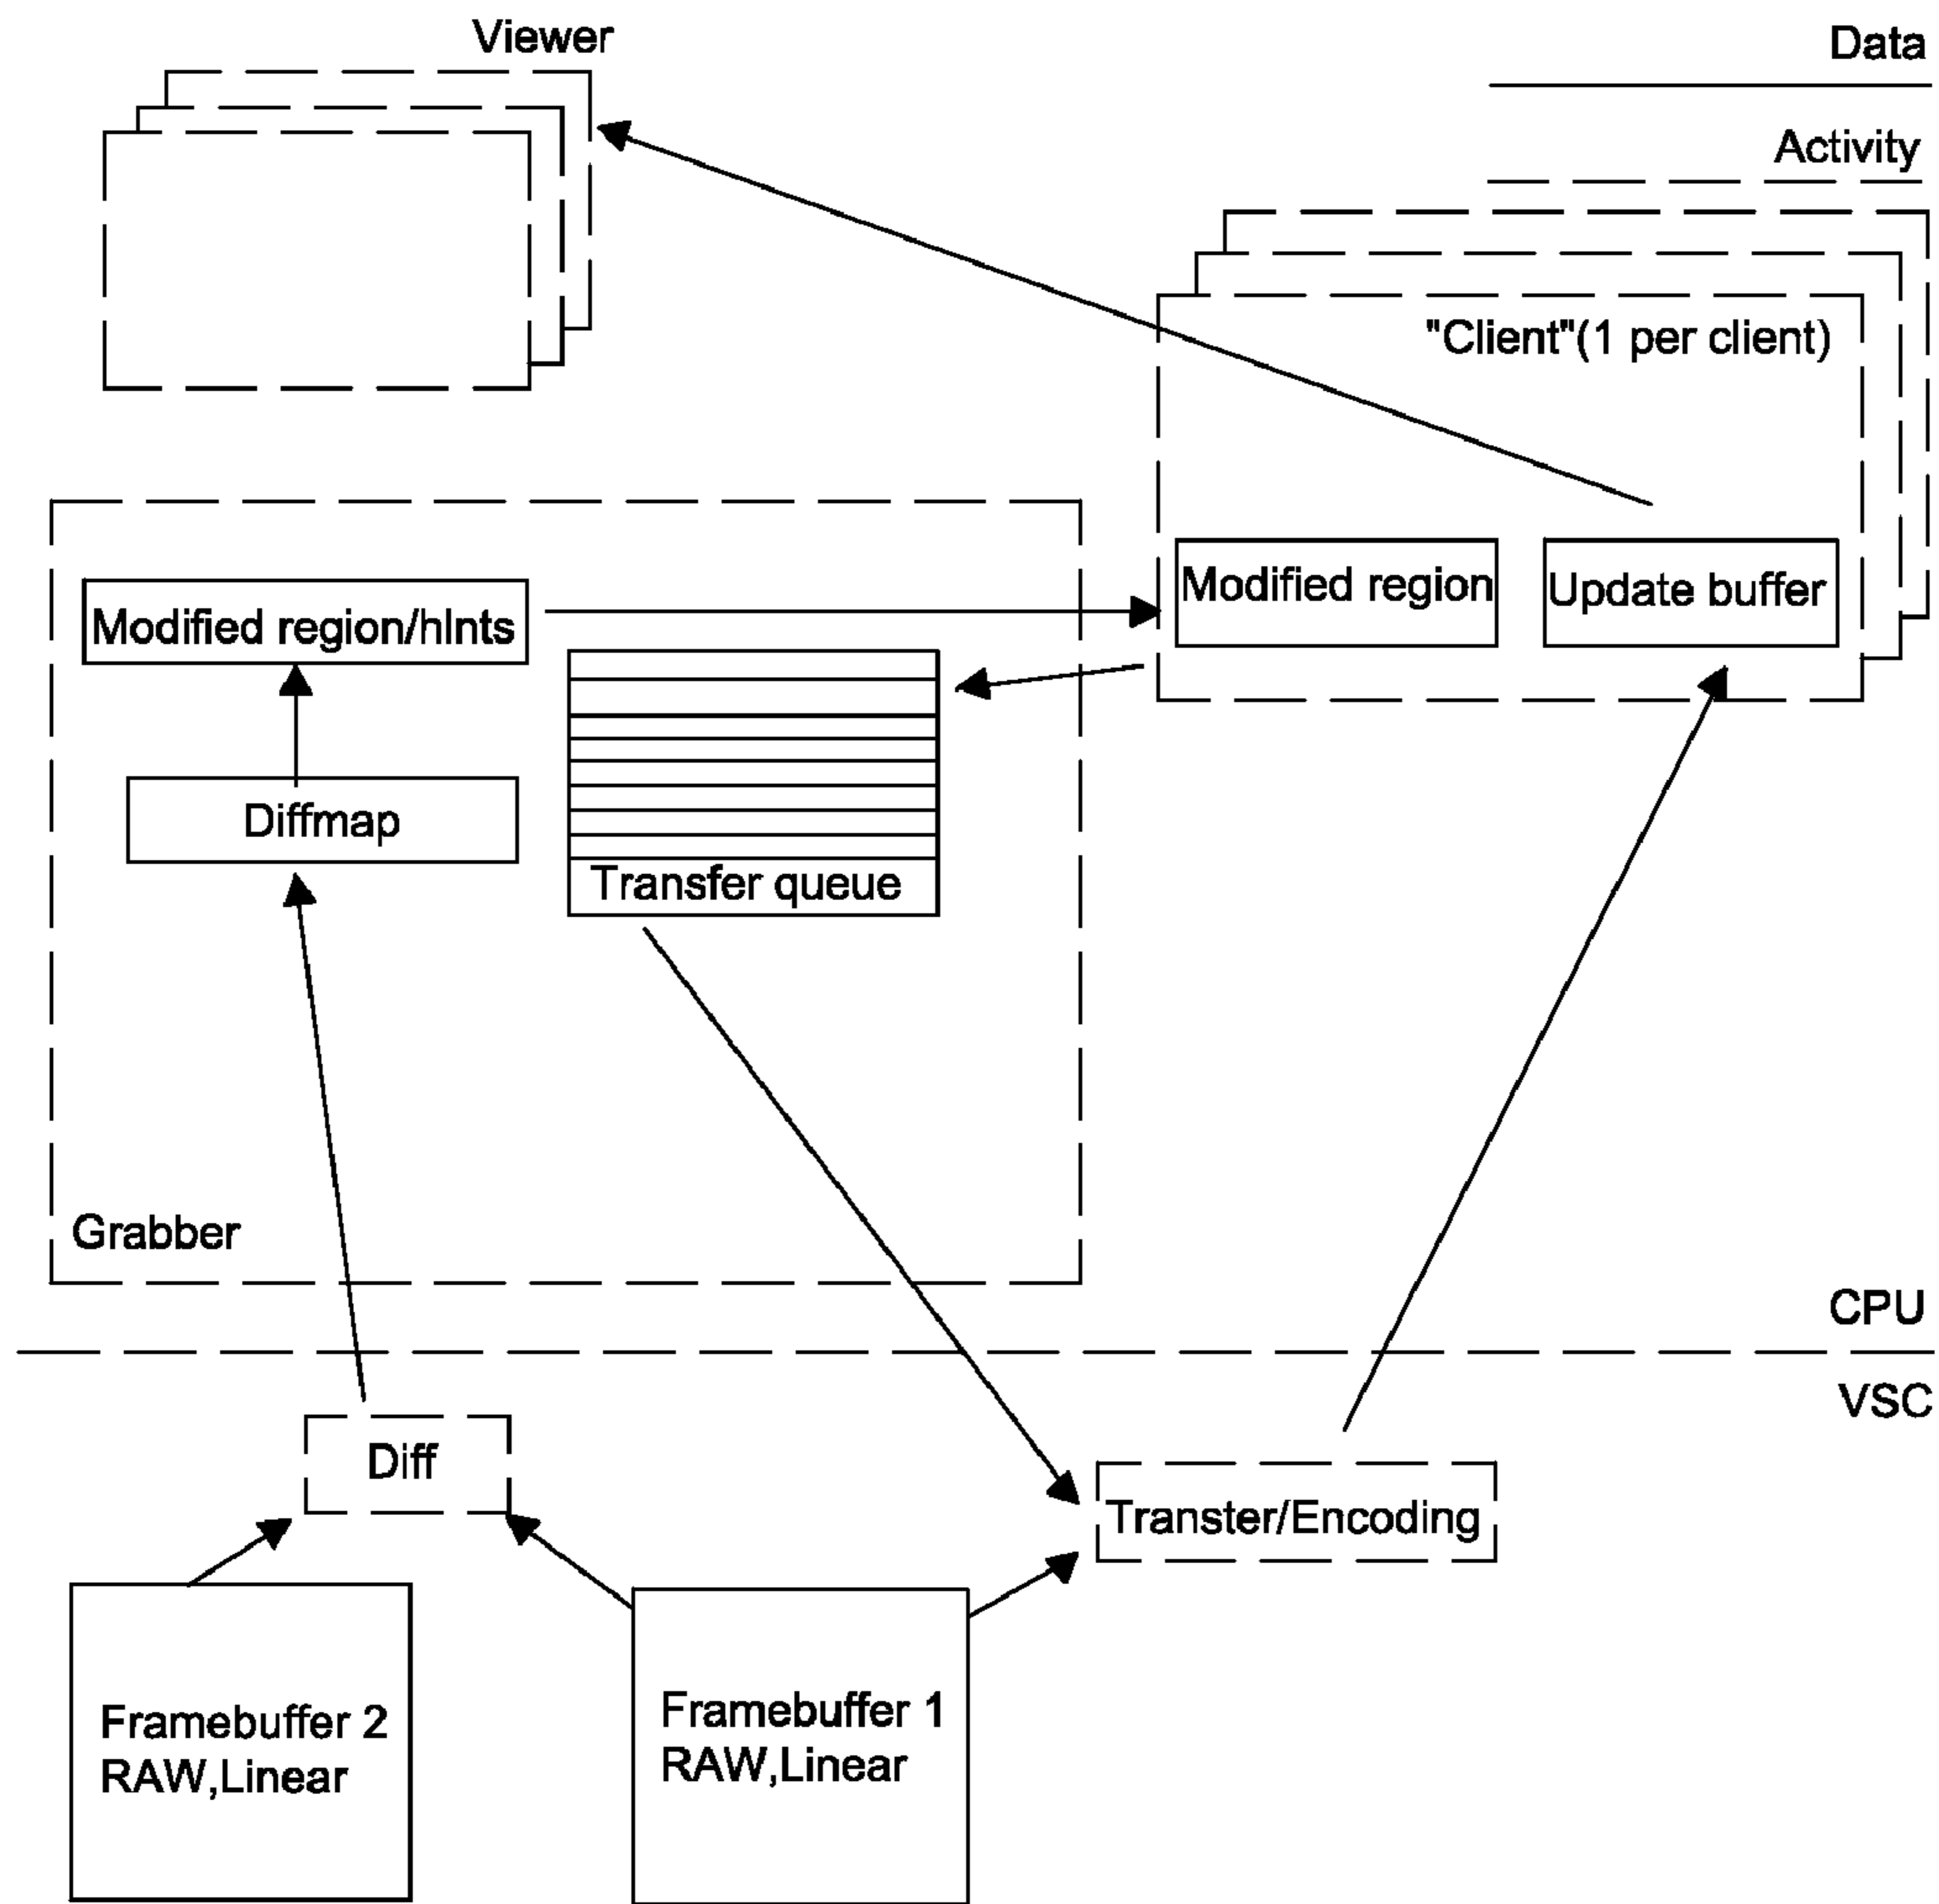 Viewer
Data
Activity
"Client"(1 per client)
Modified region
Update buffer
Modified region/hInts
Diffmap
Transfer queue
Grabber
CPU
VSC
Diff
Transter/Encoding
Framebuffer 2
RAW,Linear
Framebuffer 1
RAW,Linear